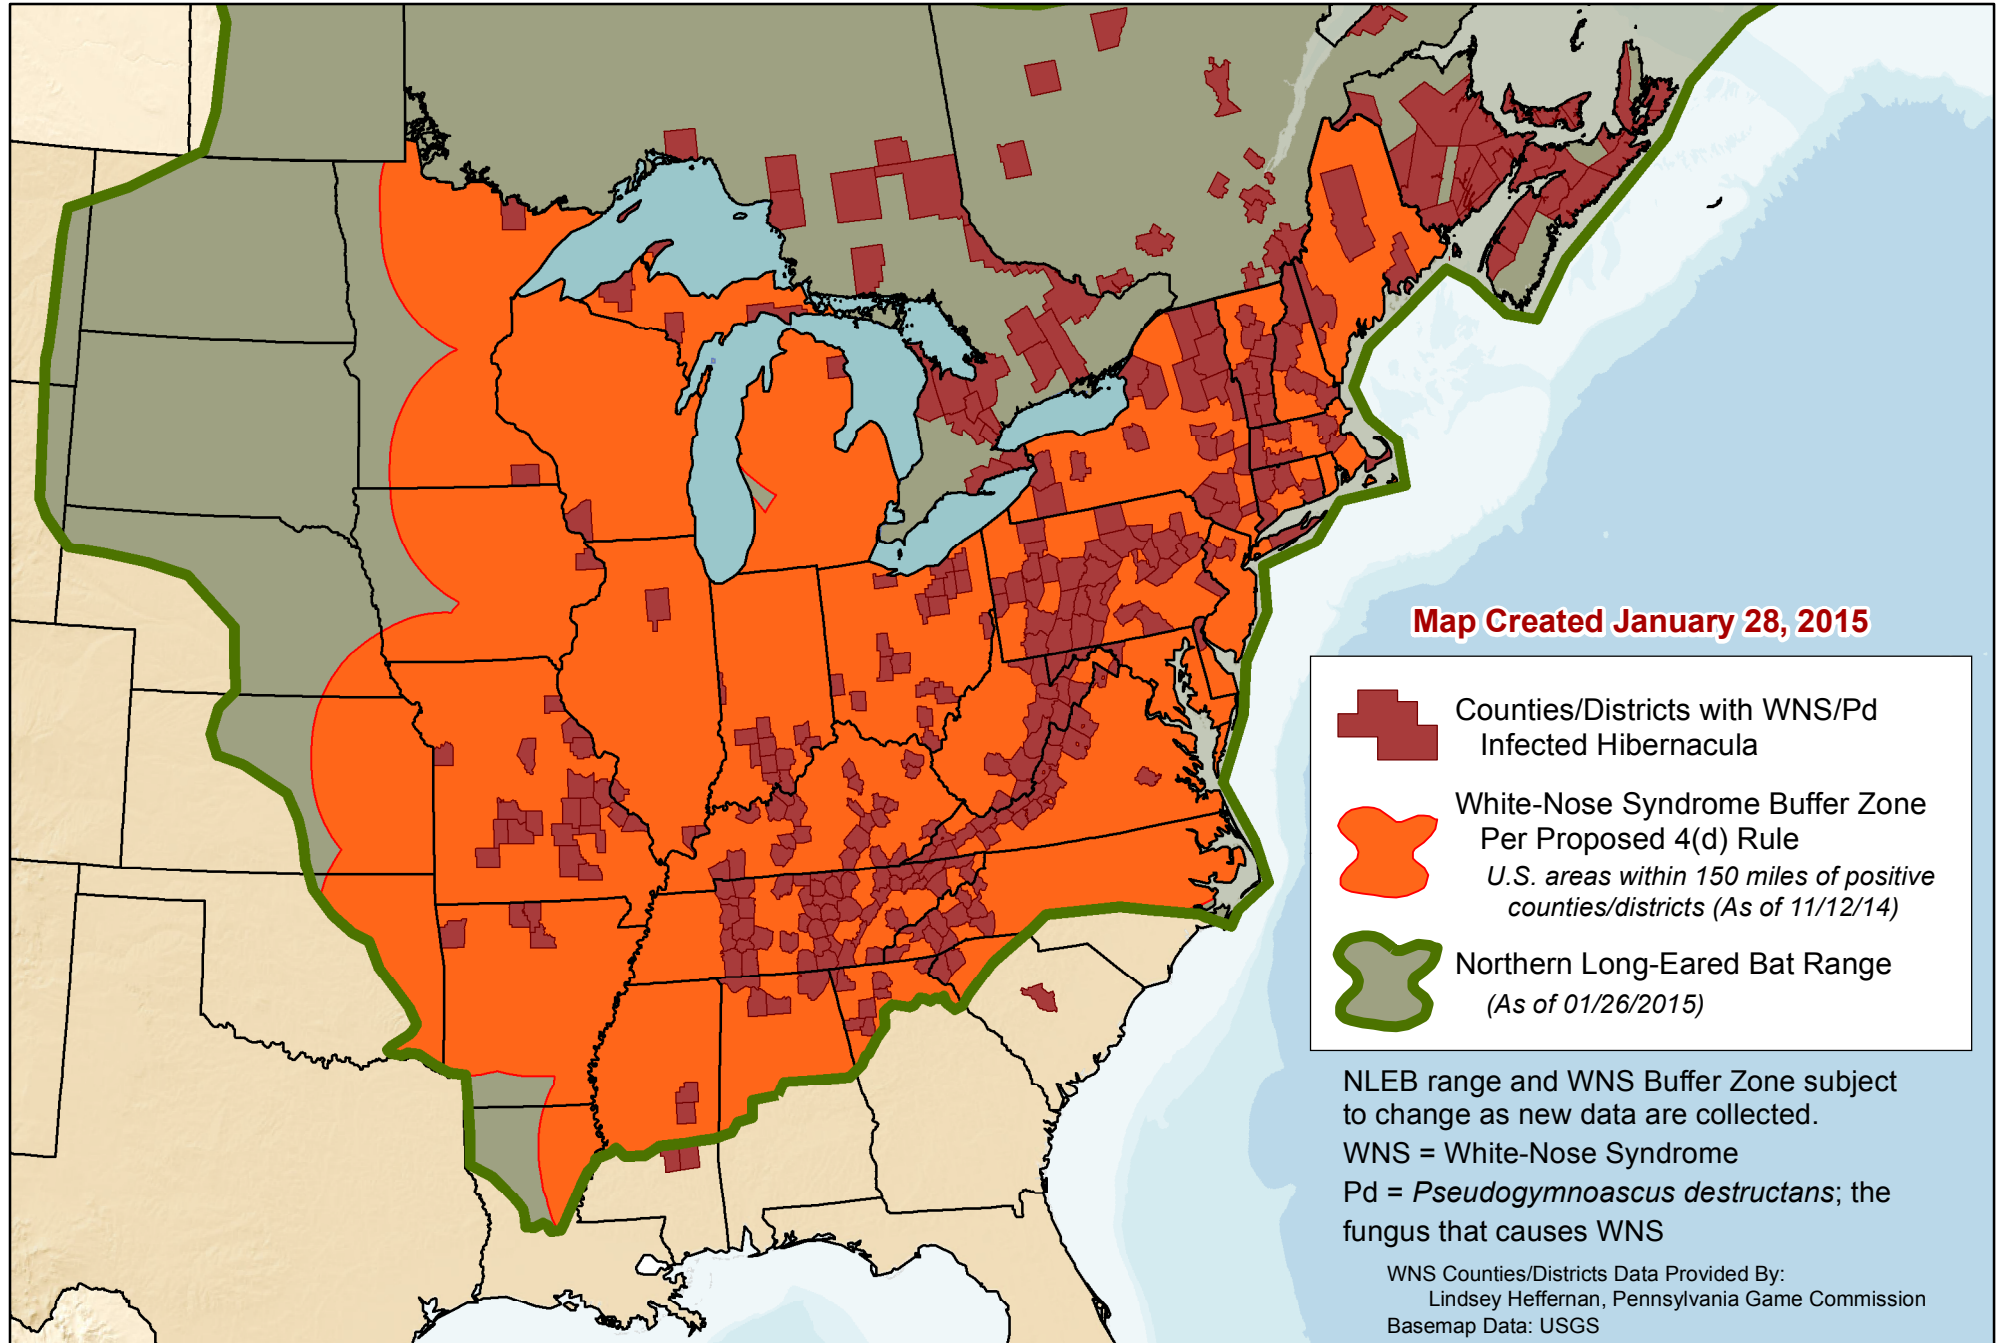 Map Created January 28, 2015
Counties/Districts with WNS/Pd
Infected Hibernacula
White-Nose Syndrome Buffer Zone
Per Proposed 4(d) Rule
U.S. areas within 150 miles of positive
counties/districts (As of 11/12/14)
Northern Long-Eared Bat Range
(As of 01/26/2015)
NLEB range and WNS Buffer Zone subject
to change as new data are collected.
WNS = White-Nose Syndrome
Pd = Pseudogymnoascus destructans; the
fungus that causes WNS
WNS Counties/Districts Data Provided By:
Lindsey Heffernan, Pennsylvania Game Commission
Basemap Data: USGS